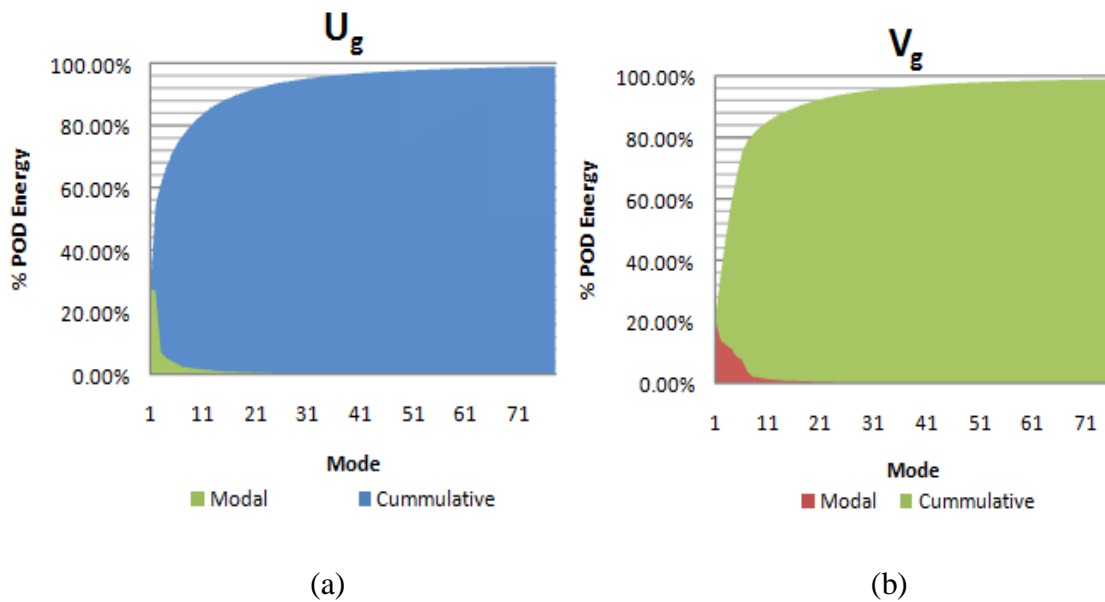 U_g
100.00%
80.00%
60.00%
40.00%
20.00%
0.00%
% POD Energy
1 11 21 31 41 51 61 71
Mode
Modal Cummulative
(a)
V_g
100.00%
80.00%
60.00%
40.00%
20.00%
0.00%
% POD Energy
1 11 21 31 41 51 61 71
Mode
Modal Cummulative
(b)